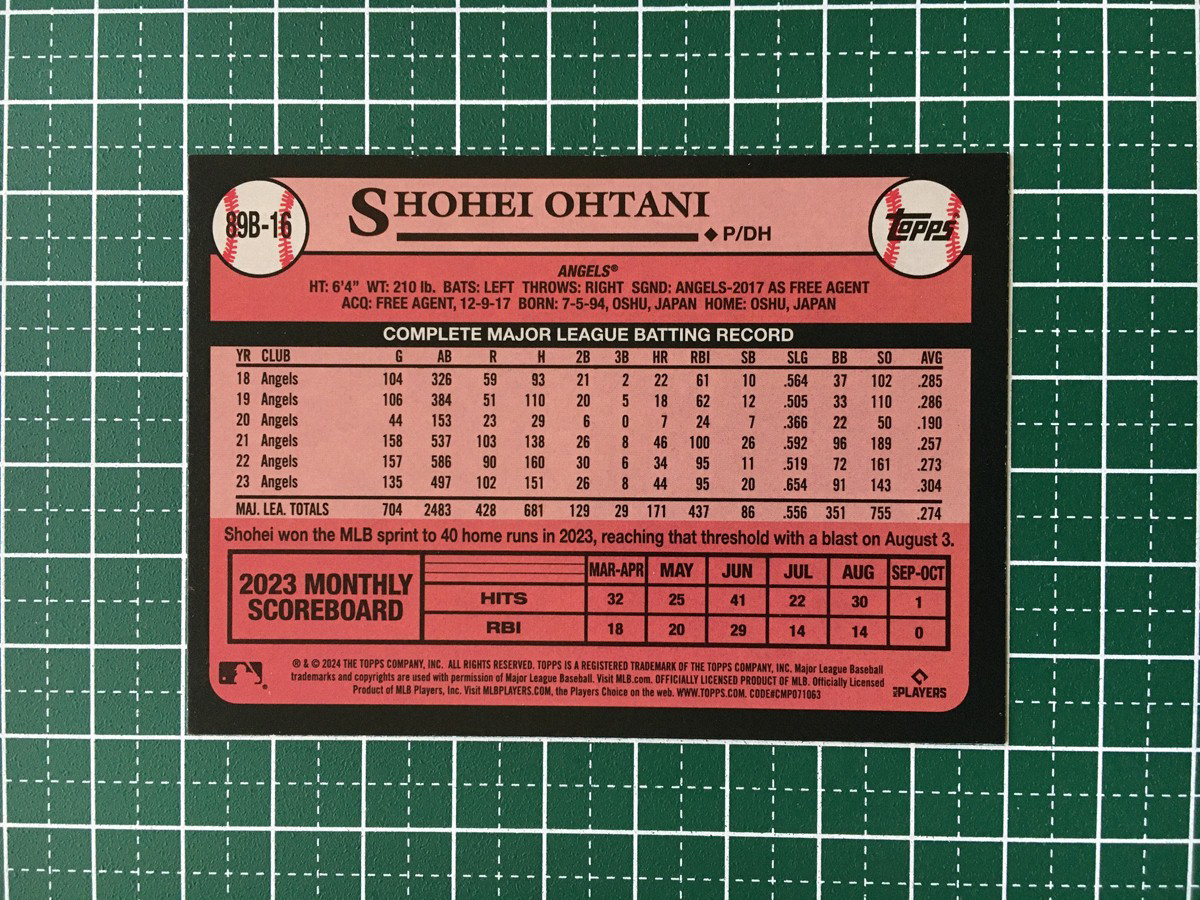 89B-16
SHOHEI OHTANI
◆ P/DH
TOPPS
ANGELS®
HT: 6'4" WT: 210 lb. BATS: LEFT THROWS: RIGHT SGND: ANGELS-2017 AS FREE AGENT
ACQ: FREE AGENT, 12-9-17 BORN: 7-5-94, OSHU, JAPAN HOME: OSHU, JAPAN
COMPLETE MAJOR LEAGUE BATTING RECORD
YR CLUB G AB R H 2B 3B HR RBI SB SLG BB SO AVG
18 Angels 104 326 59 93 21 2 22 61 10 .564 37 102 .285
19 Angels 106 384 51 110 20 5 18 62 12 .505 33 110 .286
20 Angels 44 153 23 29 6 0 7 24 7 .366 22 50 .190
21 Angels 158 537 103 138 26 8 46 100 26 .592 96 189 .257
22 Angels 157 586 90 160 30 6 34 95 11 .519 72 161 .273
23 Angels 135 497 102 151 26 8 44 95 20 .654 91 143 .304
MAJ. LEA. TOTALS 704 2483 428 681 129 29 171 437 86 .556 351 755 .274
Shohei won the MLB sprint to 40 home runs in 2023, reaching that threshold with a blast on August 3.
2023 MONTHLY
SCOREBOARD
MAR-APR MAY JUN JUL AUG SEP-OCT
HITS 32 25 41 22 30 1
RBI 18 20 29 14 14 0
® & © 2024 THE TOPPS COMPANY, INC. ALL RIGHTS RESERVED. TOPPS IS A REGISTERED TRADEMARK OF THE TOPPS COMPANY, INC. Major League Baseball
trademarks and copyrights are used with permission of Major League Baseball. Visit MLB.com. OFFICIALLY LICENSED PRODUCT OF MLB. Officially Licensed
Product of MLB Players, Inc. Visit MLBPLAYERS.COM, the Players Choice on the web. WWW.TOPPS.COM. CODE#CMP071063
MLB PLAYERS